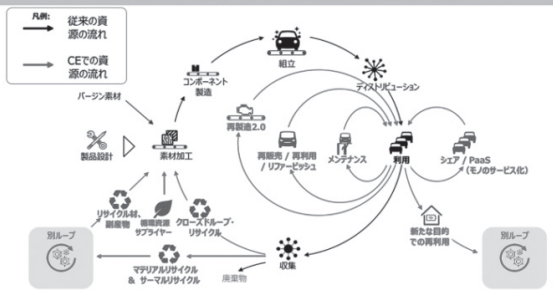 凡例:
従来の資
源の流れ
CEでの資
源の流れ
バージン素材
製品設計
素材加工
コンポーネント
製造
組立
ディストリビューション
再製造2.0
再販売 / 再利用
/ リファービッシュ
メンテナンス
利用
シェア / PaaS
(モノのサービス化)
リサイクル材、
副産物
循環資源
サプライヤー
クローズドループ・
リサイクル
新たな目的
での再利用
別ループ
マテリアルリサイクル
& サーマルリサイクル
廃棄物
収集
別ループ